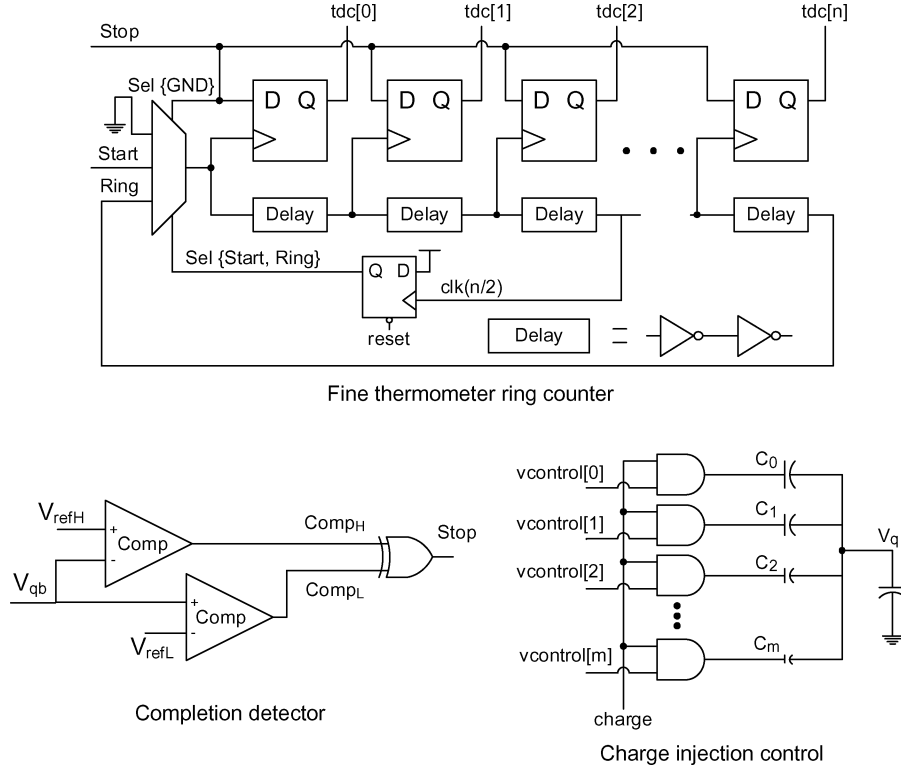 tdc[0] tdc[1] tdc[2] tdc[n]
Stop
Sel {GND}
D Q D Q D Q D Q
Start
Ring
Delay Delay Delay Delay
Sel {Start, Ring}
Q D
clk(n/2)
reset
Delay
Fine thermometer ring counter
VrefH
+
Comp
-
CompH
Stop
Vqb
+
Comp
-
CompL
VrefL
Completion detector
vcontrol[0] C0
vcontrol[1] C1
Vq
vcontrol[2] C2
vcontrol[m] Cm
charge
Charge injection control